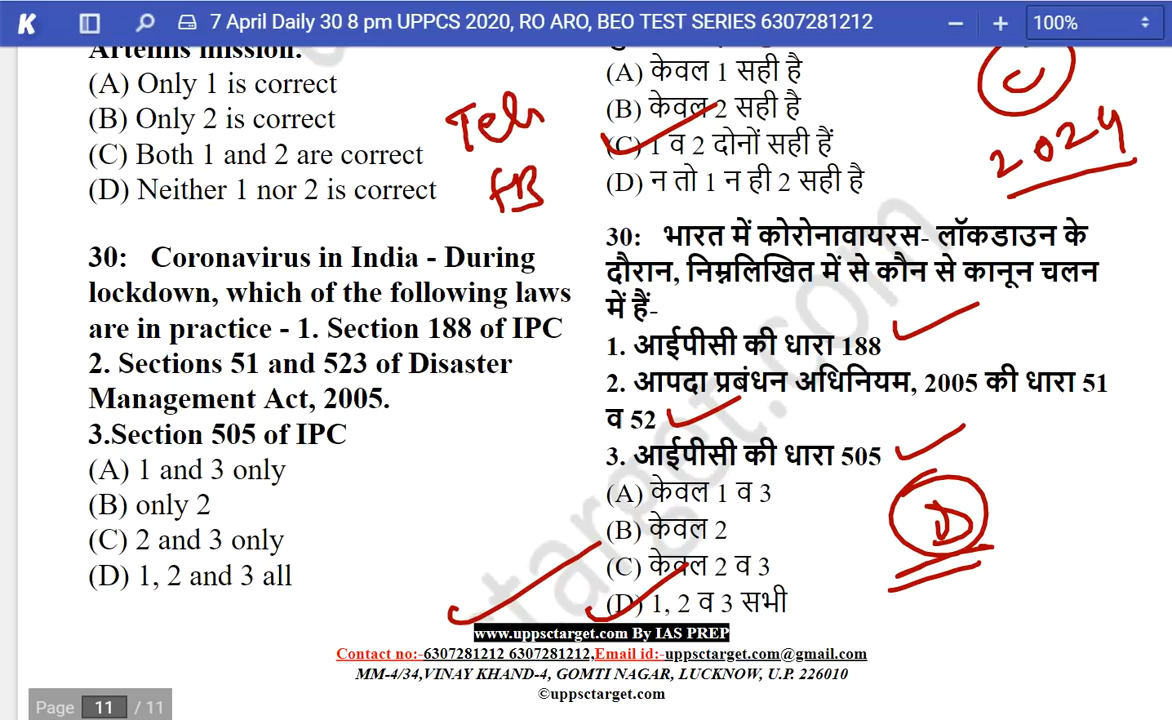 7 April Daily 30 8 pm UPPCS 2020, RO ARO, BEO TEST SERIES 6307281212
100%
Artemis mission.
(A) Only 1 is correct
(B) Only 2 is correct
(C) Both 1 and 2 are correct
(D) Neither 1 nor 2 is correct
FB
30: Coronavirus in India - During
lockdown, which of the following laws
are in practice - 1. Section 188 of IPC
2. Sections 51 and 523 of Disaster
Management Act, 2005.
3.Section 505 of IPC
(A) 1 and 3 only
(B) only 2
(C) 2 and 3 only
(D) 1, 2 and 3 all
(A) केवल 1 सही है
(B) केवल 2 सही है
(C) 1 व 2 दोनों सही हैं
(D) न तो 1 न ही 2 सही है
C
2024
30: भारत में कोरोनावायरस- लॉकडाउन के
दौरान, निम्नलिखित में से कौन से कानून चलन
में हैं-
1. आईपीसी की धारा 188
2. आपदा प्रबंधन अधिनियम, 2005 की धारा 51
व 52
3. आईपीसी की धारा 505
(A) केवल 1 व 3
(B) केवल 2
(C) केवल 2 व 3
(D) 1, 2 व 3 सभी
D
www.uppsctarget.com By IAS PREP
Contact no:-6307281212 6307281212,Email id:-uppsctarget.com@gmail.com
MM-4/34,VINAY KHAND-4, GOMTI NAGAR, LUCKNOW, U.P. 226010
©uppsctarget.com
Page 11 / 11